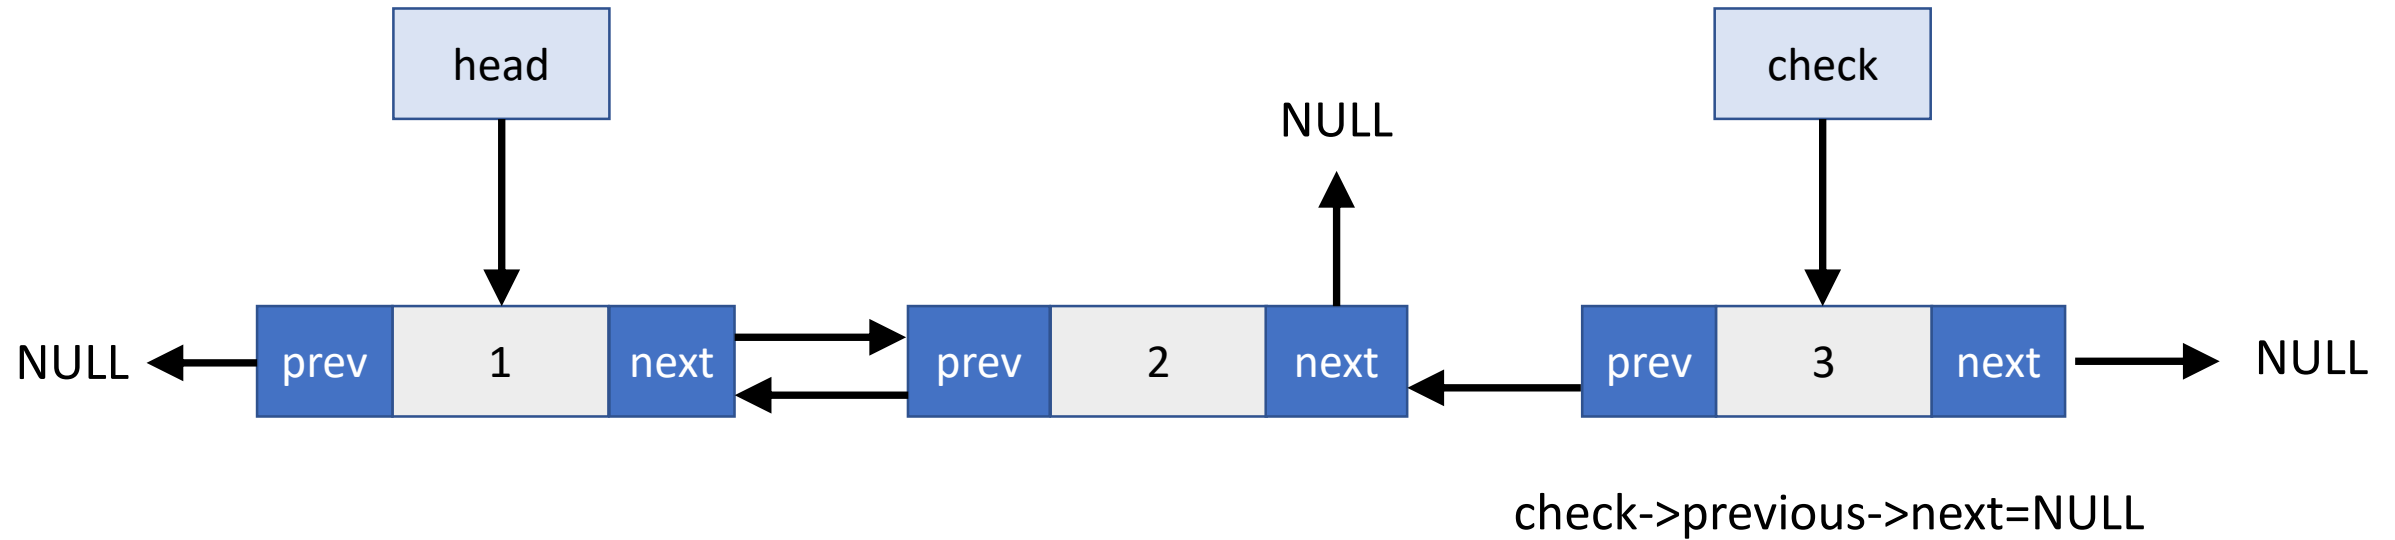 head
check
NULL
NULL
prev
1
next
prev
2
next
prev
3
next
NULL
check->previous->next=NULL